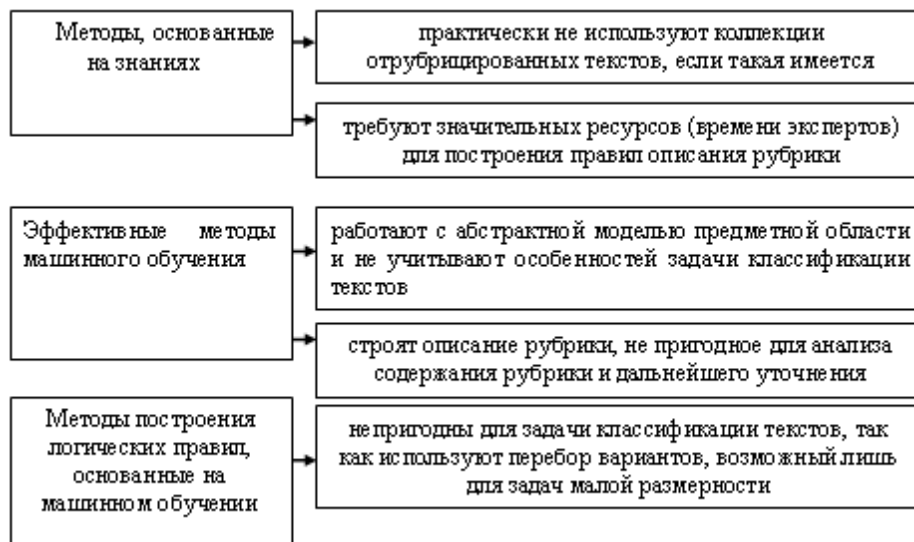 Методы, основанные
на знаниях
практически не используют коллекции
отрубрицированных текстов, если такая имеется
требуют значительных ресурсов (времени экспертов)
для построения правил описания рубрики
Эффективные методы
машинного обучения
работают с абстрактной моделью предметной области
и не учитывают особенностей задачи классификации
текстов
строят описание рубрики, не пригодное для анализа
содержания рубрики и дальнейшего уточнения
Методы построения
логических правил,
основанные на
машинном обучении
непригодны для задачи классификации текстов, так
как используют перебор вариантов, возможный лишь
для задач малой размерности